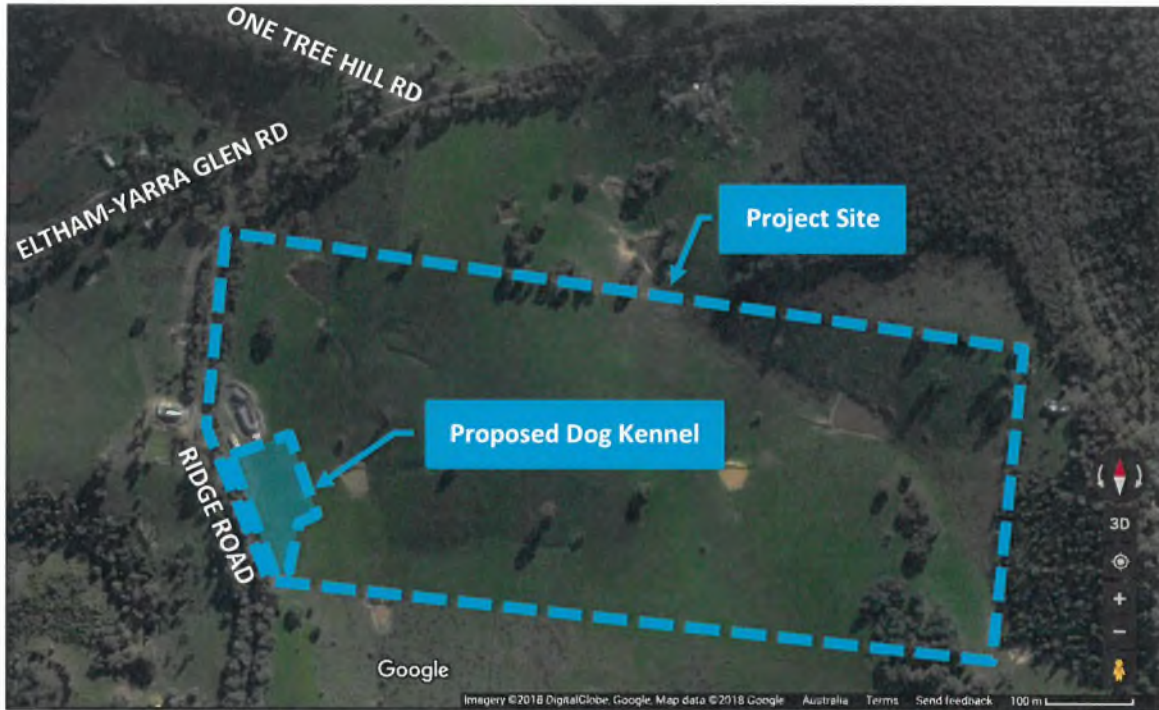 ONE TREE HILL RD
ELTHAM-YARRA GLEN RD
Project Site
Proposed Dog Kennel
RIDGE ROAD
3D
+
−
Google
Imagery ©2018 DigitalGlobe, Google, Map data ©2018 Google Australia Terms Send feedback 100 m